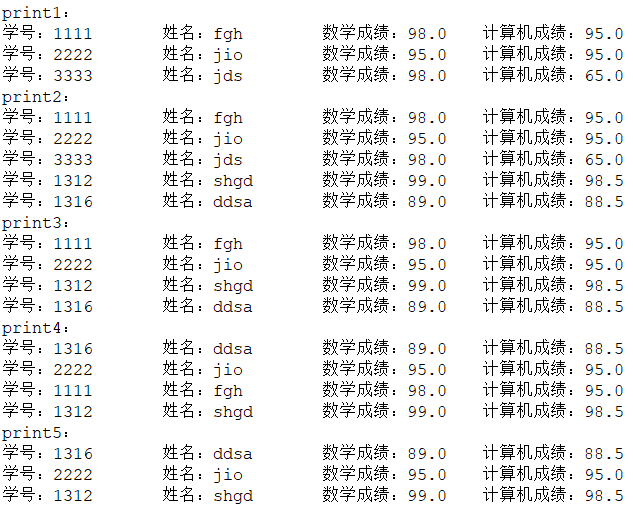 print1:
学号：1111 姓名：fgh 数学成绩：98.0 计算机成绩：95.0
学号：2222 姓名：jio 数学成绩：95.0 计算机成绩：95.0
学号：3333 姓名：jds 数学成绩：98.0 计算机成绩：65.0
print2:
学号：1111 姓名：fgh 数学成绩：98.0 计算机成绩：95.0
学号：2222 姓名：jio 数学成绩：95.0 计算机成绩：95.0
学号：3333 姓名：jds 数学成绩：98.0 计算机成绩：65.0
学号：1312 姓名：shgd 数学成绩：99.0 计算机成绩：98.5
学号：1316 姓名：ddsa 数学成绩：89.0 计算机成绩：88.5
print3:
学号：1111 姓名：fgh 数学成绩：98.0 计算机成绩：95.0
学号：2222 姓名：jio 数学成绩：95.0 计算机成绩：95.0
学号：1312 姓名：shgd 数学成绩：99.0 计算机成绩：98.5
学号：1316 姓名：ddsa 数学成绩：89.0 计算机成绩：88.5
print4:
学号：1316 姓名：ddsa 数学成绩：89.0 计算机成绩：88.5
学号：2222 姓名：jio 数学成绩：95.0 计算机成绩：95.0
学号：1111 姓名：fgh 数学成绩：98.0 计算机成绩：95.0
学号：1312 姓名：shgd 数学成绩：99.0 计算机成绩：98.5
print5:
学号：1316 姓名：ddsa 数学成绩：89.0 计算机成绩：88.5
学号：2222 姓名：jio 数学成绩：95.0 计算机成绩：95.0
学号：1312 姓名：shgd 数学成绩：99.0 计算机成绩：98.5